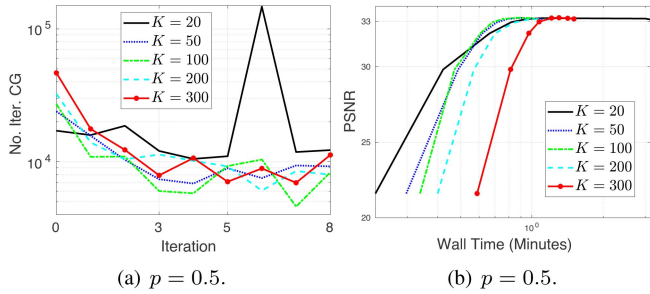 10^5
10^4
No. Iter. CG
K = 20
K = 50
K = 100
K = 200
K = 300
0 3 5 8
Iteration
(a) p = 0.5.
33
30
25
20
PSNR
K = 20
K = 50
K = 100
K = 200
K = 300
10^0
Wall Time (Minutes)
(b) p = 0.5.